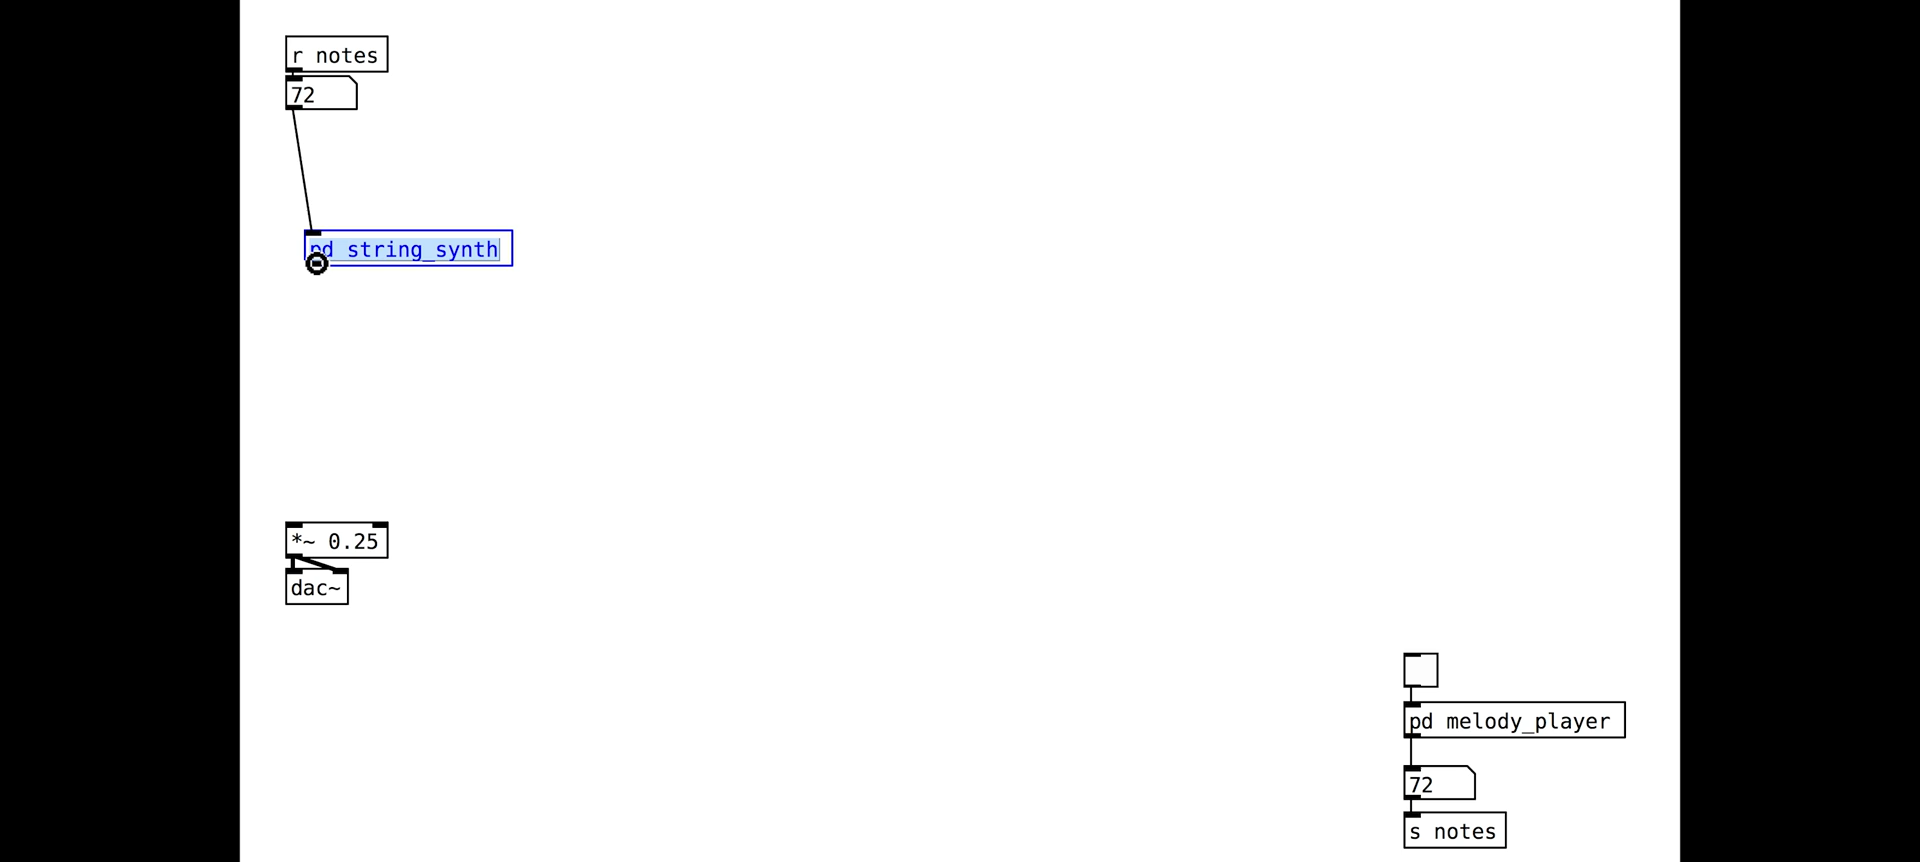 r notes
72
pd string_synth
*~ 0.25
dac~
pd melody_player
72
s notes